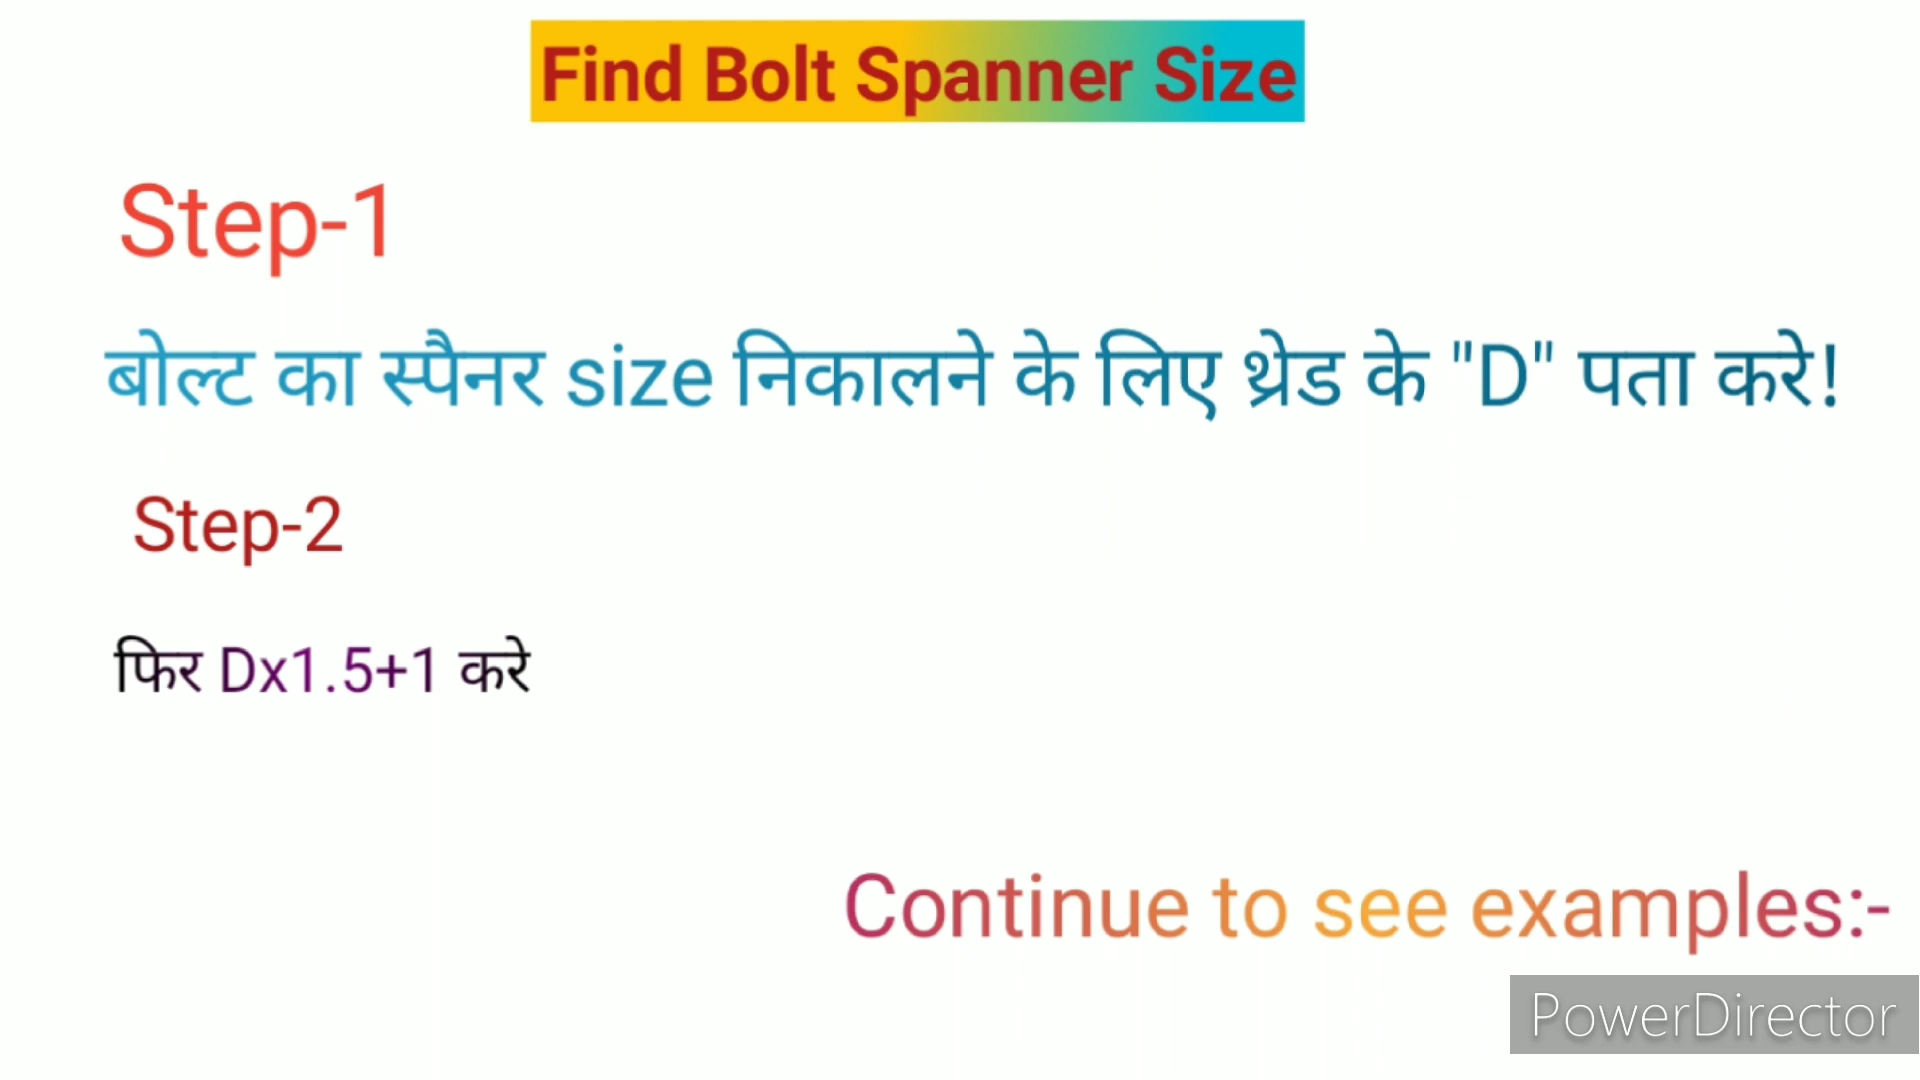 Find Bolt Spanner Size
Step-1
बोल्ट का स्पैनर size निकालने के लिए थ्रेड के "D" पता करे!
Step-2
फिर Dx1.5+1 करे
Continue to see examples:-
PowerDirector